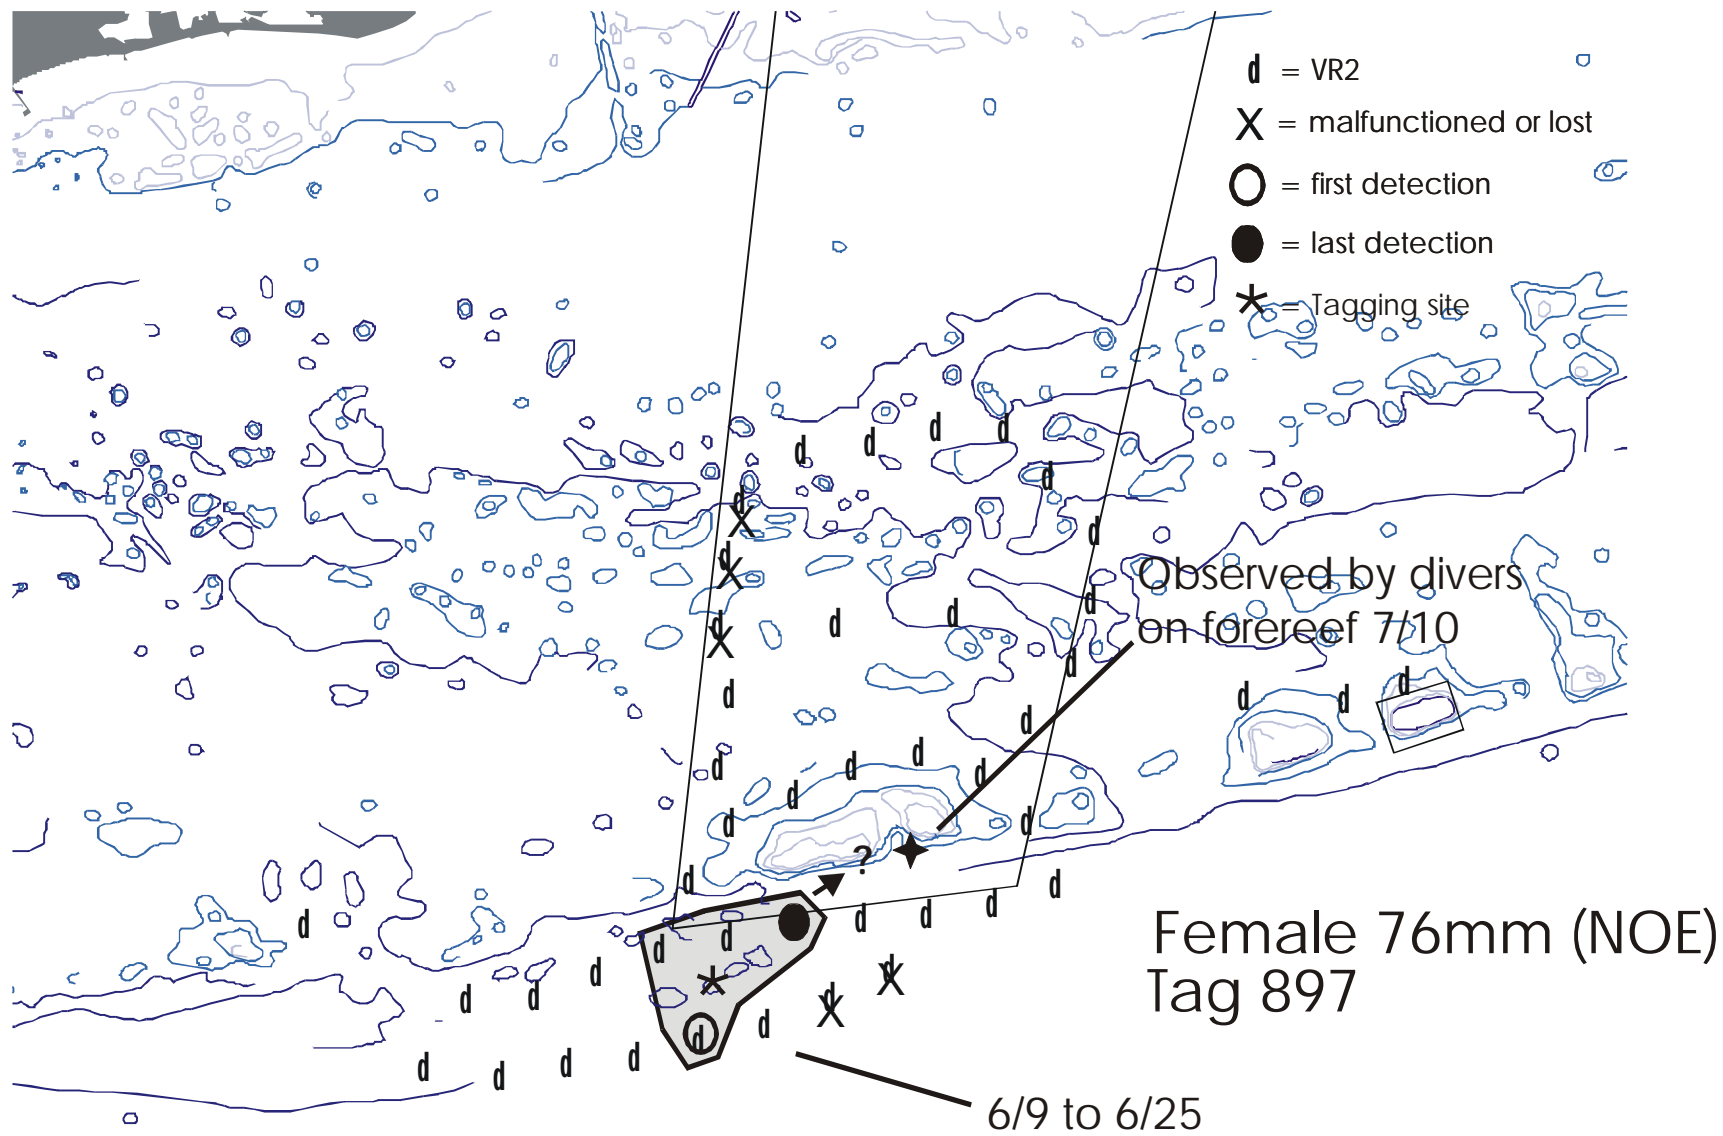 d = VR2
X = malfunctioned or lost
= first detection
= last detection
* = Tagging site
Observed by divers
on forereef 7/10
?
Female 76mm (NOE)
Tag 897
6/9 to 6/25